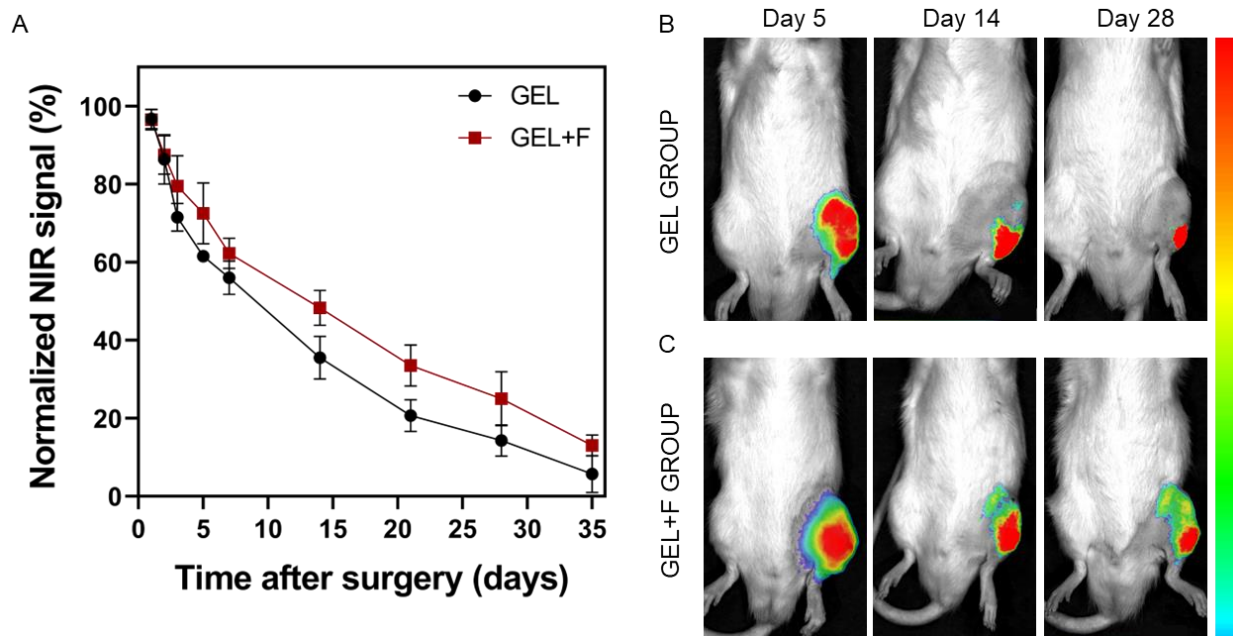 A
Normalized NIR signal (%)
100
80
60
40
20
0
GEL
GEL+F
0 5 10 15 20 25 30 35
Time after surgery (days)
B
Day 5 Day 14 Day 28
GEL GROUP
C
GEL+F GROUP